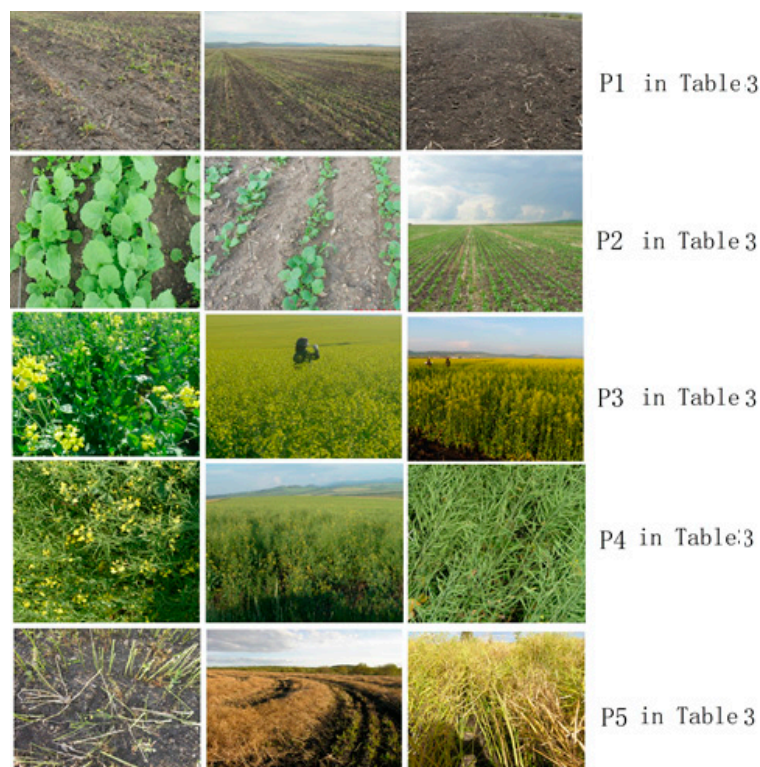 P1 in Table 3
P2 in Table 3
P3 in Table 3
P4 in Table 3
P5 in Table 3